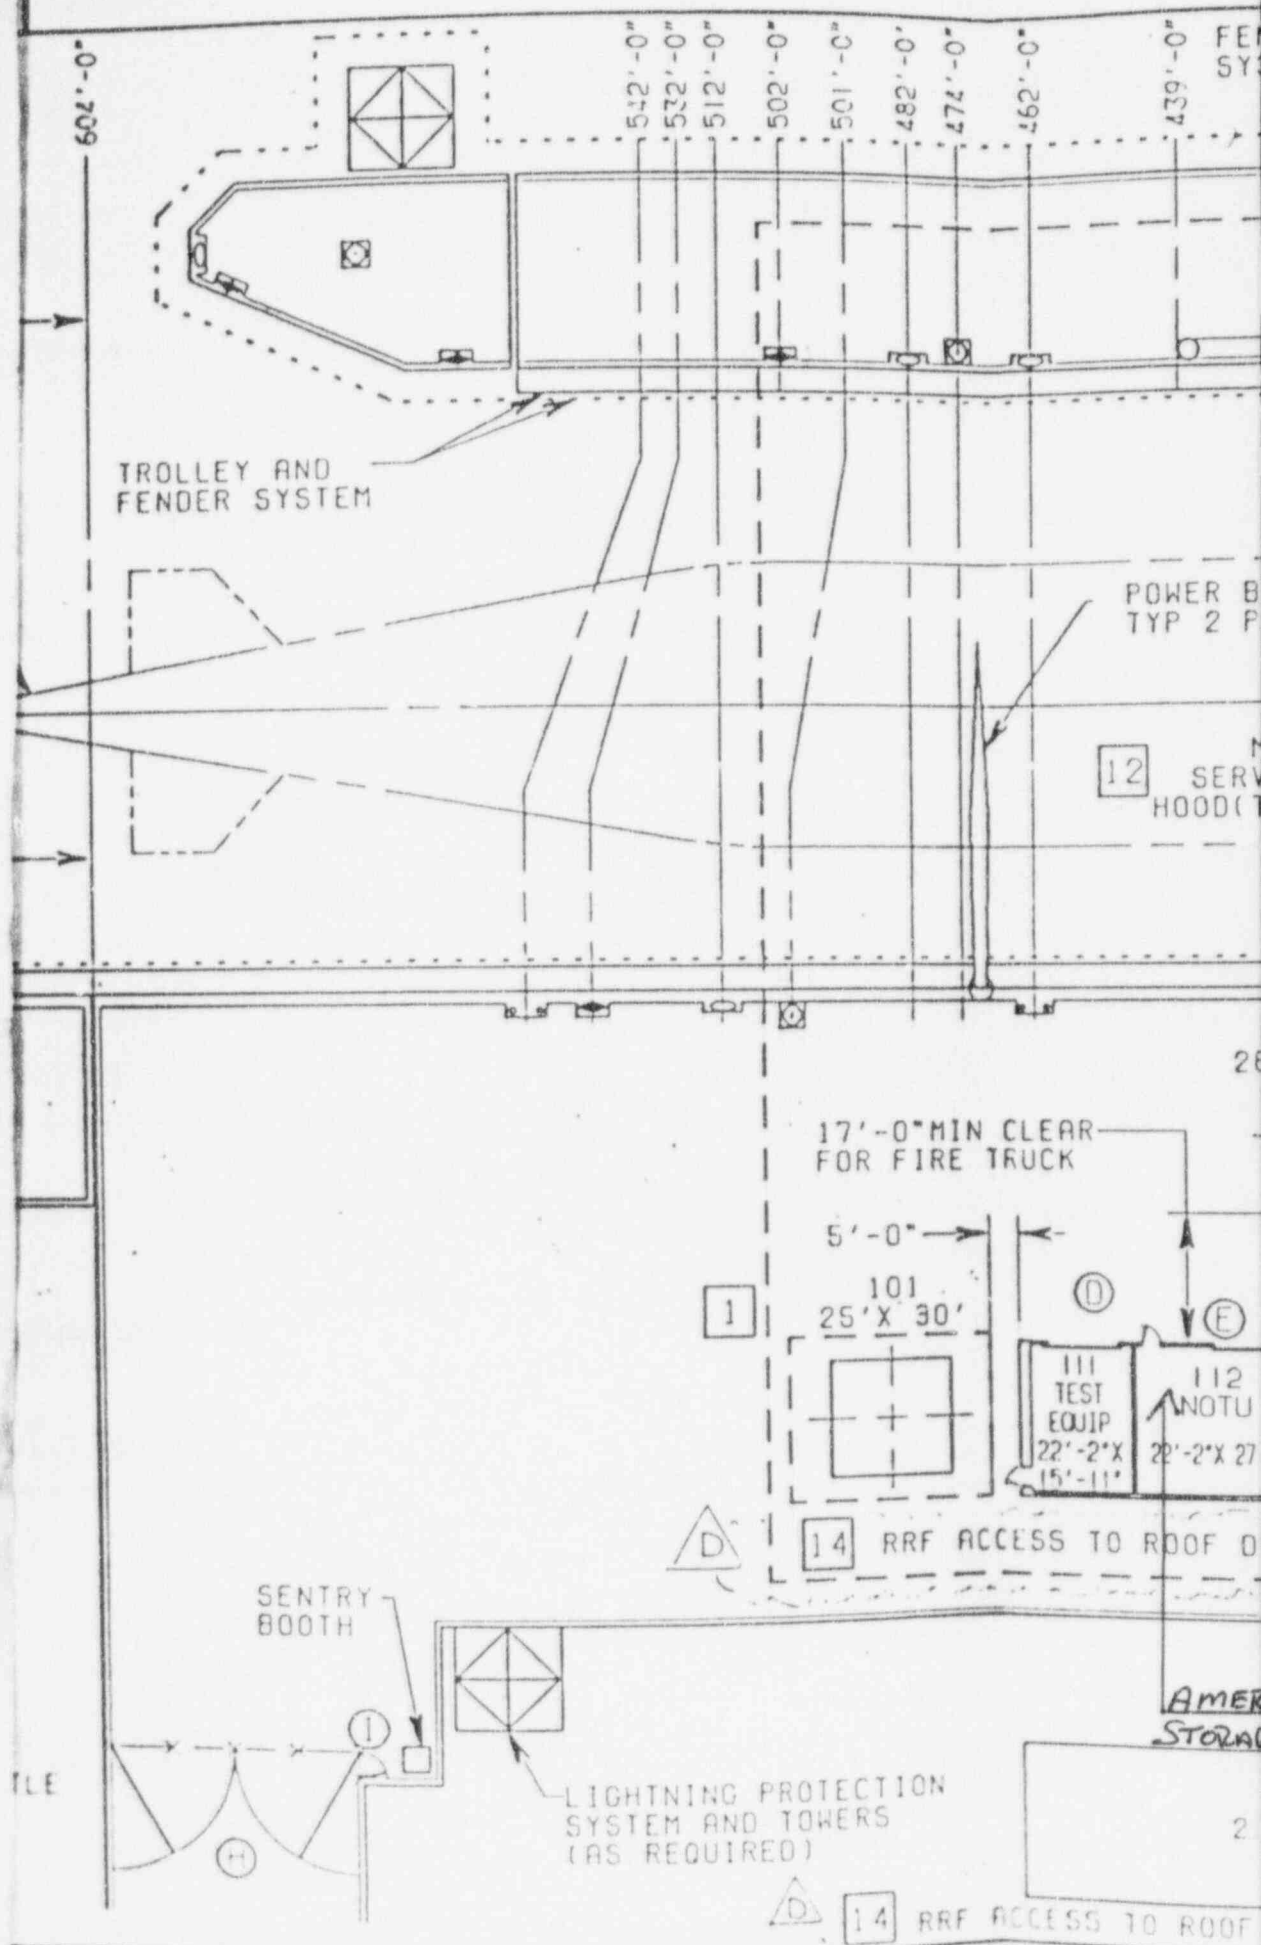 609'-0"
542'-0"
532'-0"
512'-0"
502'-0"
501'-0"
482'-0'
474'-0"
462'-0"
439'-0"
TROLLEY AND
FENDER SYSTEM
POWER B
TYP 2 P
12
SERV
HOOD(T
17'-0" MIN CLEAR
FOR FIRE TRUCK
5'-0"
101
25'X 30'
1
D
E
111
TEST
EQUIP
22'-2"X
15'-11"
112
NOTU
22'-2"X 27
D
14 RRF ACCESS TO ROOF D
SENTRY
BOOTH
I
H
LIGHTNING PROTECTION
SYSTEM AND TOWERS
(AS REQUIRED)
AMER
STORAG
2
D
14 RRF ACCESS TO ROOF